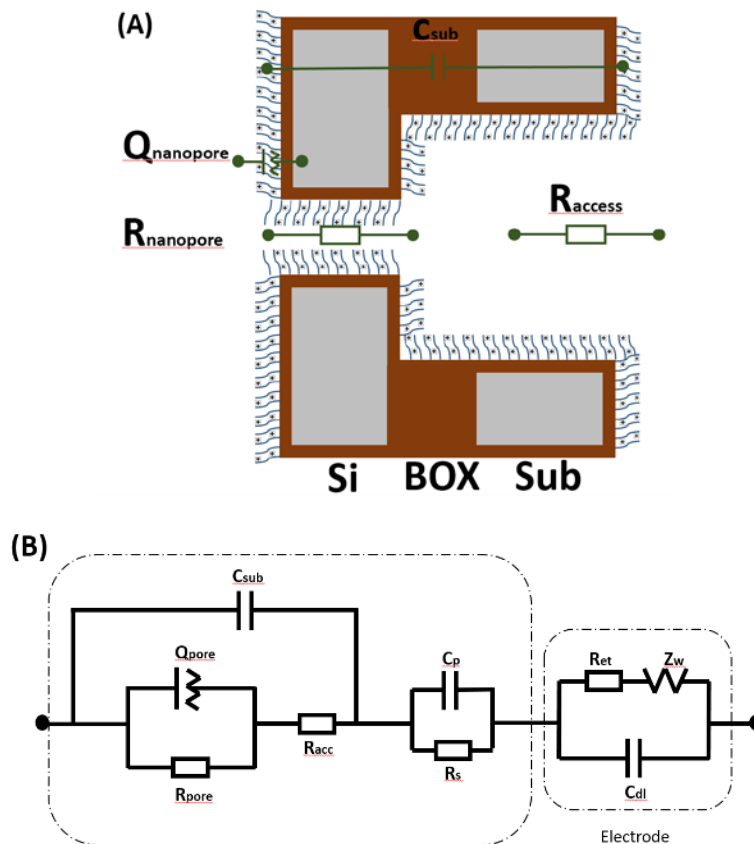 (A)
Csub
Qnanopore
Rnanopore
Raccess
Si BOX Sub
(B)
Csub
Qpore
Rpore
Racc
Cp
Rs
Ret Zw
Cdl
Electrode